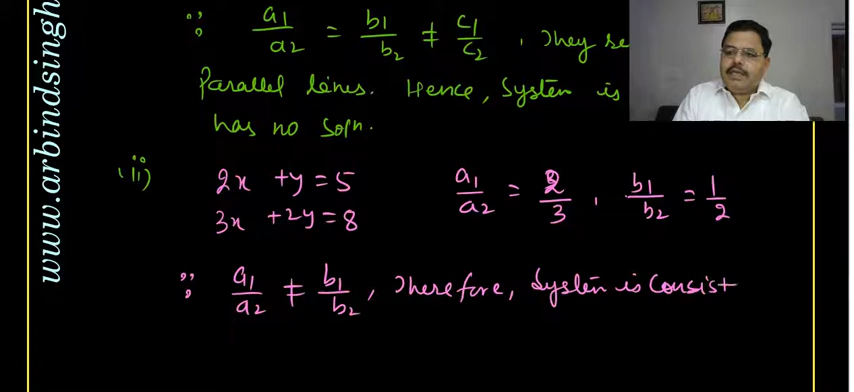 www.arbindsingh
∵ a1/a2 = b1/b2 ≠ c1/c2 , They
Parallel lines. Hence, System is
has no soln.
(ii) 2x + y = 5 a1/a2 = 2/3 , b1/b2 = 1/2
3x + 2y = 8
∵ a1/a2 ≠ b1/b2 , Therefore, System is Consist